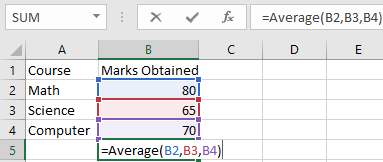 SUM =Average(B2,B3,B4)
A B C D E
1 Course Marks Obtained
2 Math 80
3 Science 65
4 Computer 70
5 =Average(B2,B3,B4)